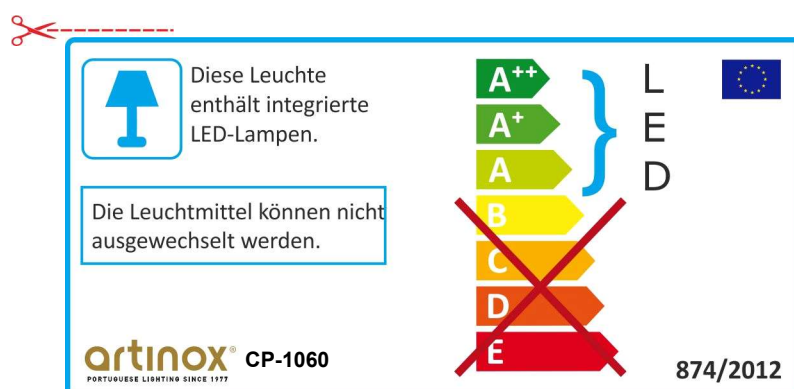 Diese Leuchte
enthält integrierte
LED-Lampen.
Die Leuchtmittel können nicht
ausgewechselt werden.
artinox® CP-1060
PORTUGUESE LIGHTING SINCE 1977
A++
A+
A
B
C
D
E
L
E
D
874/2012